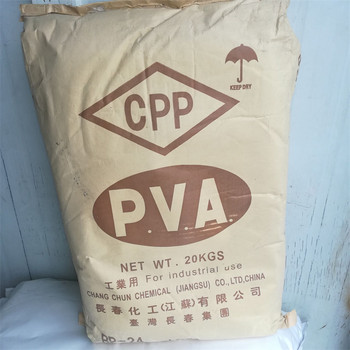 CPP
KEEP DRY
P.V.A.
NET WT. 20KGS
工業用 For industrial use
CHANG CHUN CHEMICAL (JIANGSU) CO.,LTD,CHINA
長春化工(江蘇)有限公司
臺灣長春集團